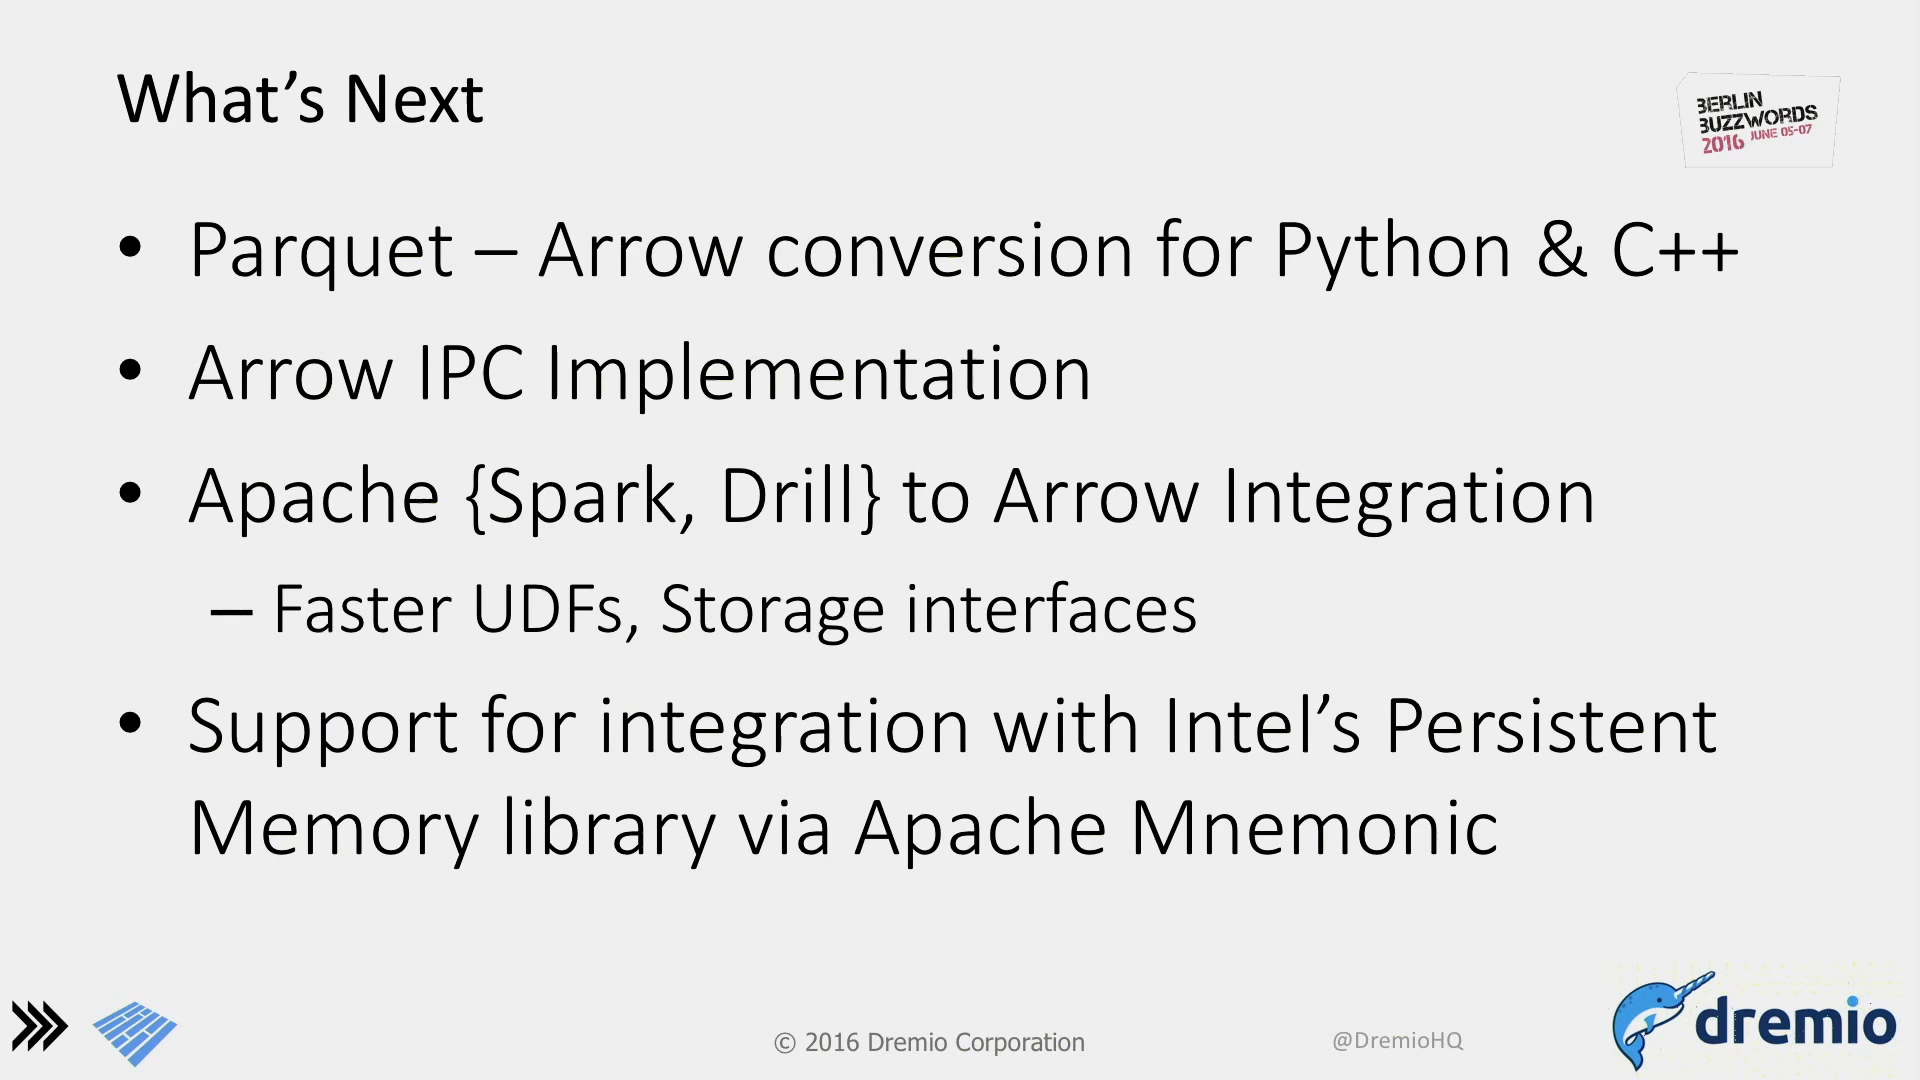 What's Next
BERLIN
BUZZWORDS
2016 JUNE 05-07
• Parquet – Arrow conversion for Python & C++
• Arrow IPC Implementation
• Apache {Spark, Drill} to Arrow Integration
– Faster UDFs, Storage interfaces
• Support for integration with Intel's Persistent
Memory library via Apache Mnemonic
© 2016 Dremio Corporation
@DremioHQ
dremio